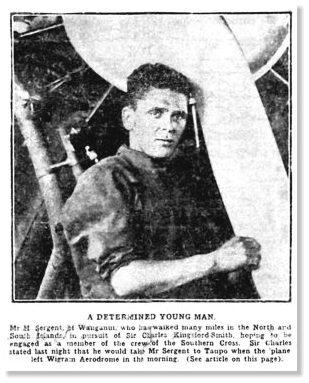 A DETERMINED YOUNG MAN.
Mr H Sergent, of Wanganui, who has walked many miles in the North and
South Islands, in pursuit of Sir Charles Kingsford-Smith, hoping to be
engaged as a member of the crew of the Southern Cross. Sir Charles
stated last night that he would take Mr Sergent to Taupo when the 'plane
left Wigram Aerodrome in the morning. (See article on this page).